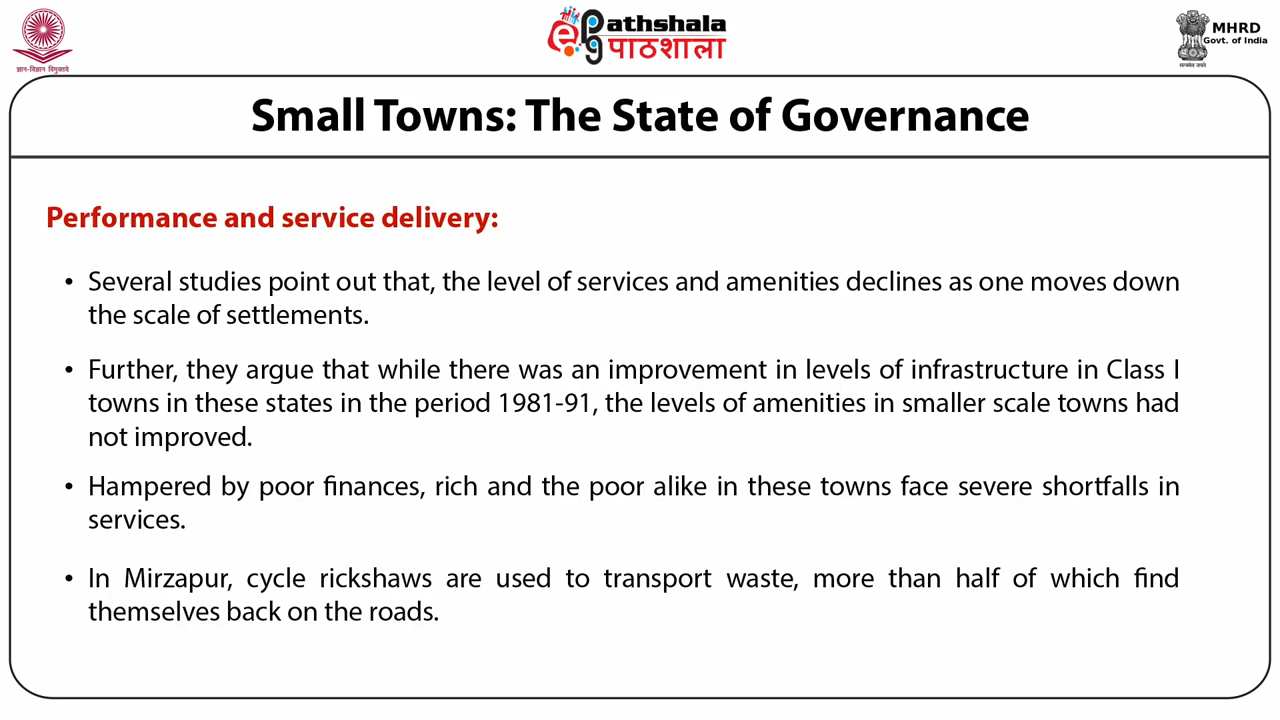 ज्ञान-विज्ञान विमुक्तये
epgpathshala
पाठशाला
MHRD
Govt. of India
सत्यमेव जयते
Small Towns: The State of Governance
Performance and service delivery:
• Several studies point out that, the level of services and amenities declines as one moves down
the scale of settlements.
• Further, they argue that while there was an improvement in levels of infrastructure in Class I
towns in these states in the period 1981-91, the levels of amenities in smaller scale towns had
not improved.
• Hampered by poor finances, rich and the poor alike in these towns face severe shortfalls in
services.
• In Mirzapur, cycle rickshaws are used to transport waste, more than half of which find
themselves back on the roads.